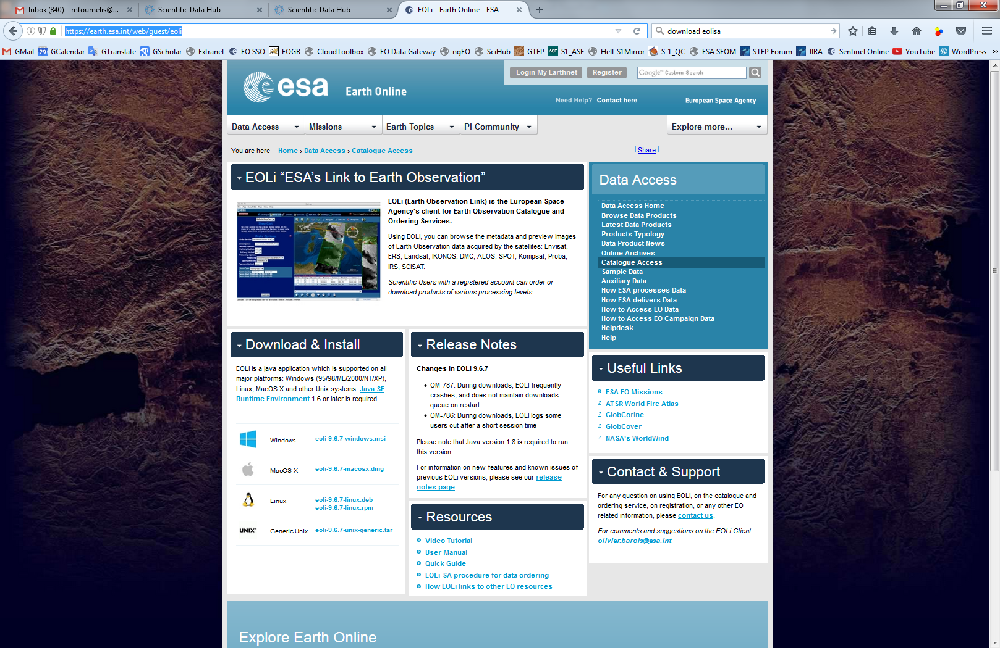 Inbox (840) - mfoumelis@...
Scientific Data Hub
Scientific Data Hub
EOLi - Earth Online - ESA
https://earth.esa.int/web/guest/eoli
download eolisa
GMail
GCalendar
GTranslate
GScholar
Extranet
EO SSO
EOGB
CloudToolbox
EO Data Gateway
ngEO
SciHub
GTEP
ASF S1_ASF
Hell-S1Mirror
S-1_QC
ESA SEOM
STEP Forum
JIRA
Sentinel Online
YouTube
WordPress
esa Earth Online
Login My Earthnet
Register
Google™ Custom Search
Need Help? Contact here
European Space Agency
Data Access
Missions
Earth Topics
PI Community
Explore more...
You are here Home › Data Access › Catalogue Access
Share
EOLi “ESA's Link to Earth Observation”
EOLi (Earth Observation Link) is the European Space
Agency's client for Earth Observation Catalogue and
Ordering Services.
Using EOLi, you can browse the metadata and preview images
of Earth Observation data acquired by the satellites: Envisat,
ERS, Landsat, IKONOS, DMC, ALOS, SPOT, Kompsat, Proba,
IRS, SCISAT.
Scientific Users with a registered account can order or
download products of various processing levels.
Data Access
Data Access Home
Browse Data Products
Latest Data Products
Products Typology
Data Product News
Online Archives
Catalogue Access
Sample Data
Auxiliary Data
How ESA processes Data
How ESA delivers Data
How to Access EO Data
How to Access EO Campaign Data
Helpdesk
Help
Download & Install
EOLi is a java application which is supported on all
major platforms: Windows (95/98/ME/2000/NT/XP),
Linux, MacOS X and other Unix systems. Java SE
Runtime Environment 1.6 or later is required.
Windows eoli-9.6.7-windows.msi
MacOS X eoli-9.6.7-macosx.dmg
Linux eoli-9.6.7-linux.deb
eoli-9.6.7-linux.rpm
UNIX Generic Unix eoli-9.6.7-unix-generic.tar
Release Notes
Changes in EOLi 9.6.7
OM-787: During downloads, EOLI frequently
crashes, and does not maintain downloads
queue on restart
OM-786: During downloads, EOLI logs some
users out after a short session time
Please note that Java version 1.8 is required to run
this version.
For information on new features and known issues of
previous EOLi versions, please see our release
notes page.
Resources
Video Tutorial
User Manual
Quick Guide
EOLi-SA procedure for data ordering
How EOLi links to other EO resources
Useful Links
ESA EO Missions
ATSR World Fire Atlas
GlobCorine
GlobCover
NASA's WorldWind
Contact & Support
For any question on using EOLi, on the catalogue and
ordering service, on registration, or any other EO
related information, please contact us.
For comments and suggestions on the EOLi Client:
olivier.barois@esa.int
Explore Earth Online